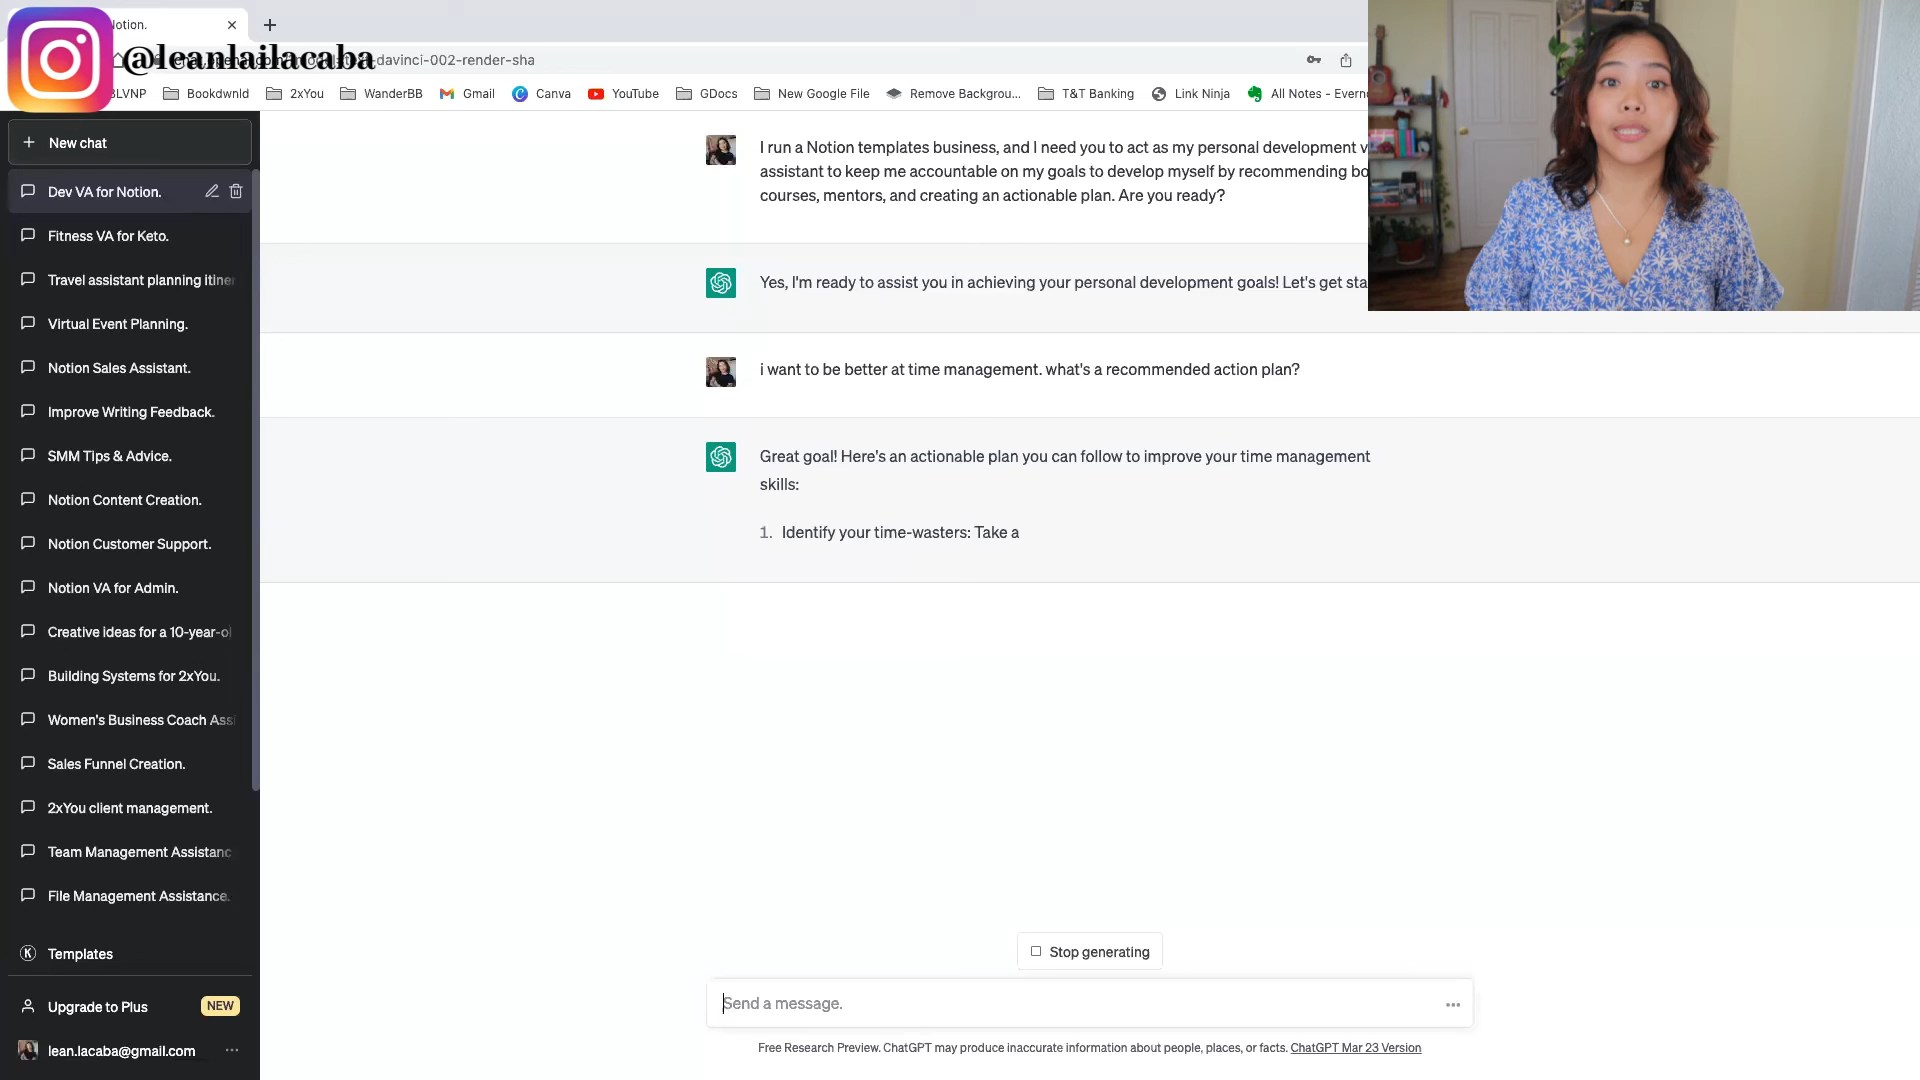 otion.
@leanlailacaba
davinci-002-render-sha
BLVNP
Bookdwnld
2xYou
WanderBB
Gmail
Canva
YouTube
GDocs
New Google File
Remove Backgrou...
T&T Banking
Link Ninja
All Notes - Evern
New chat
Dev VA for Notion.
Fitness VA for Keto.
Travel assistant planning itiner
Virtual Event Planning.
Notion Sales Assistant.
Improve Writing Feedback.
SMM Tips & Advice.
Notion Content Creation.
Notion Customer Support.
Notion VA for Admin.
Creative ideas for a 10-year-ol
Building Systems for 2xYou.
Women's Business Coach Assi
Sales Funnel Creation.
2xYou client management.
Team Management Assistanc
File Management Assistance.
Templates
Upgrade to Plus NEW
lean.lacaba@gmail.com
I run a Notion templates business, and I need you to act as my personal development v
assistant to keep me accountable on my goals to develop myself by recommending bo
courses, mentors, and creating an actionable plan. Are you ready?
Yes, I'm ready to assist you in achieving your personal development goals! Let's get sta
i want to be better at time management. what's a recommended action plan?
Great goal! Here's an actionable plan you can follow to improve your time management
skills:
1. Identify your time-wasters: Take a
Stop generating
Send a message.
Free Research Preview. ChatGPT may produce inaccurate information about people, places, or facts. ChatGPT Mar 23 Version